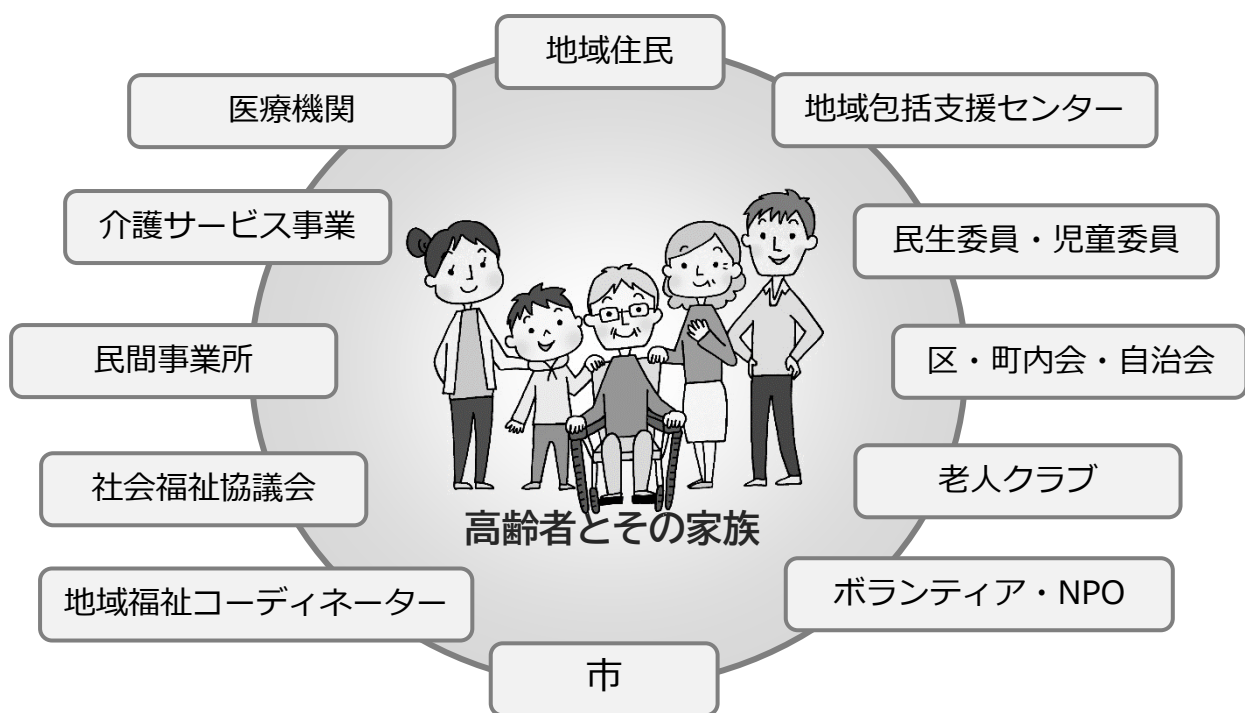 地域住民
医療機関
地域包括支援センター
介護サービス事業
民生委員・児童委員
民間事業所
区・町内会・自治会
社会福祉協議会
老人クラブ
高齢者とその家族
地域福祉コーディネーター
ボランティア・NPO
市